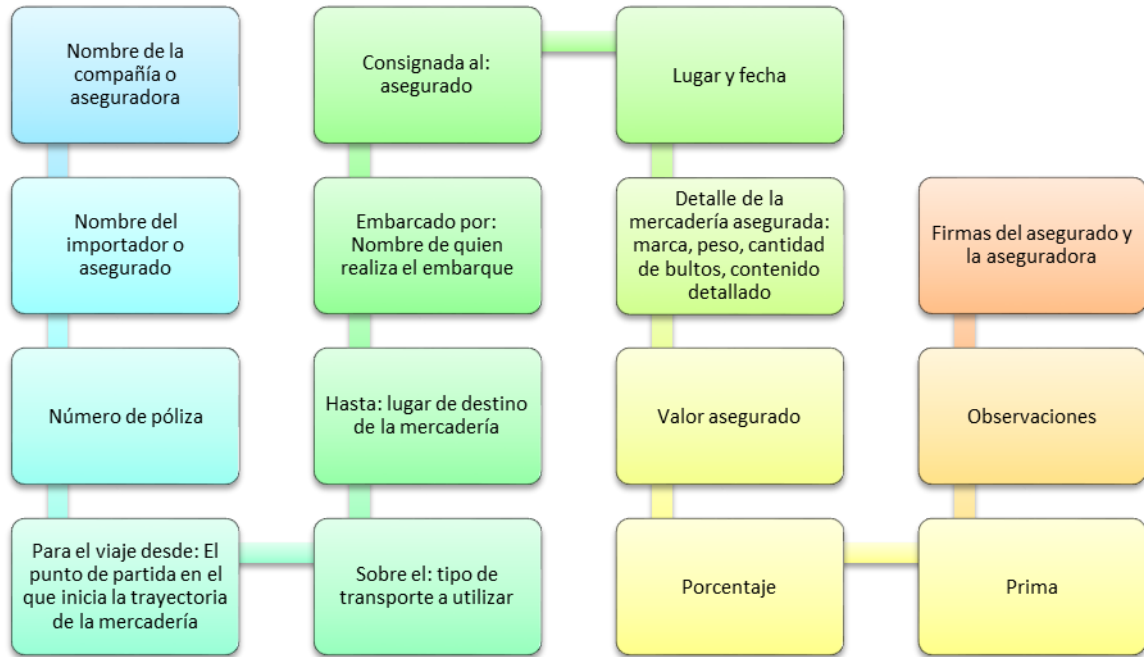 Nombre de la
compañía o
aseguradora
Nombre del
importador o
asegurado
Número de póliza
Para el viaje desde: El
punto de partida en el
que inicia la trayectoria
de la mercadería
Sobre el: tipo de
transporte a utilizar
Hasta: lugar de destino
de la mercadería
Embarcado por:
Nombre de quien
realiza el embarque
Consignada al:
asegurado
Lugar y fecha
Detalle de la
mercadería asegurada:
marca, peso, cantidad
de bultos, contenido
detallado
Valor asegurado
Porcentaje
Prima
Observaciones
Firmas del asegurado y
la aseguradora